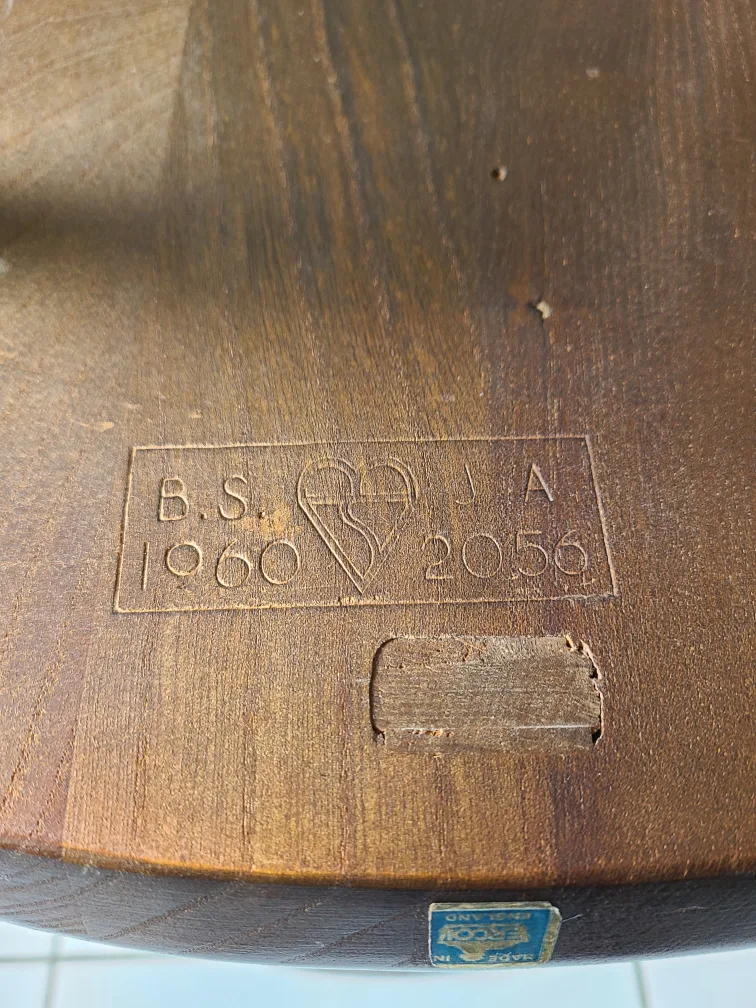 B.S. J A
1960 2056
MADE IN
ERCOL
ENGLAND